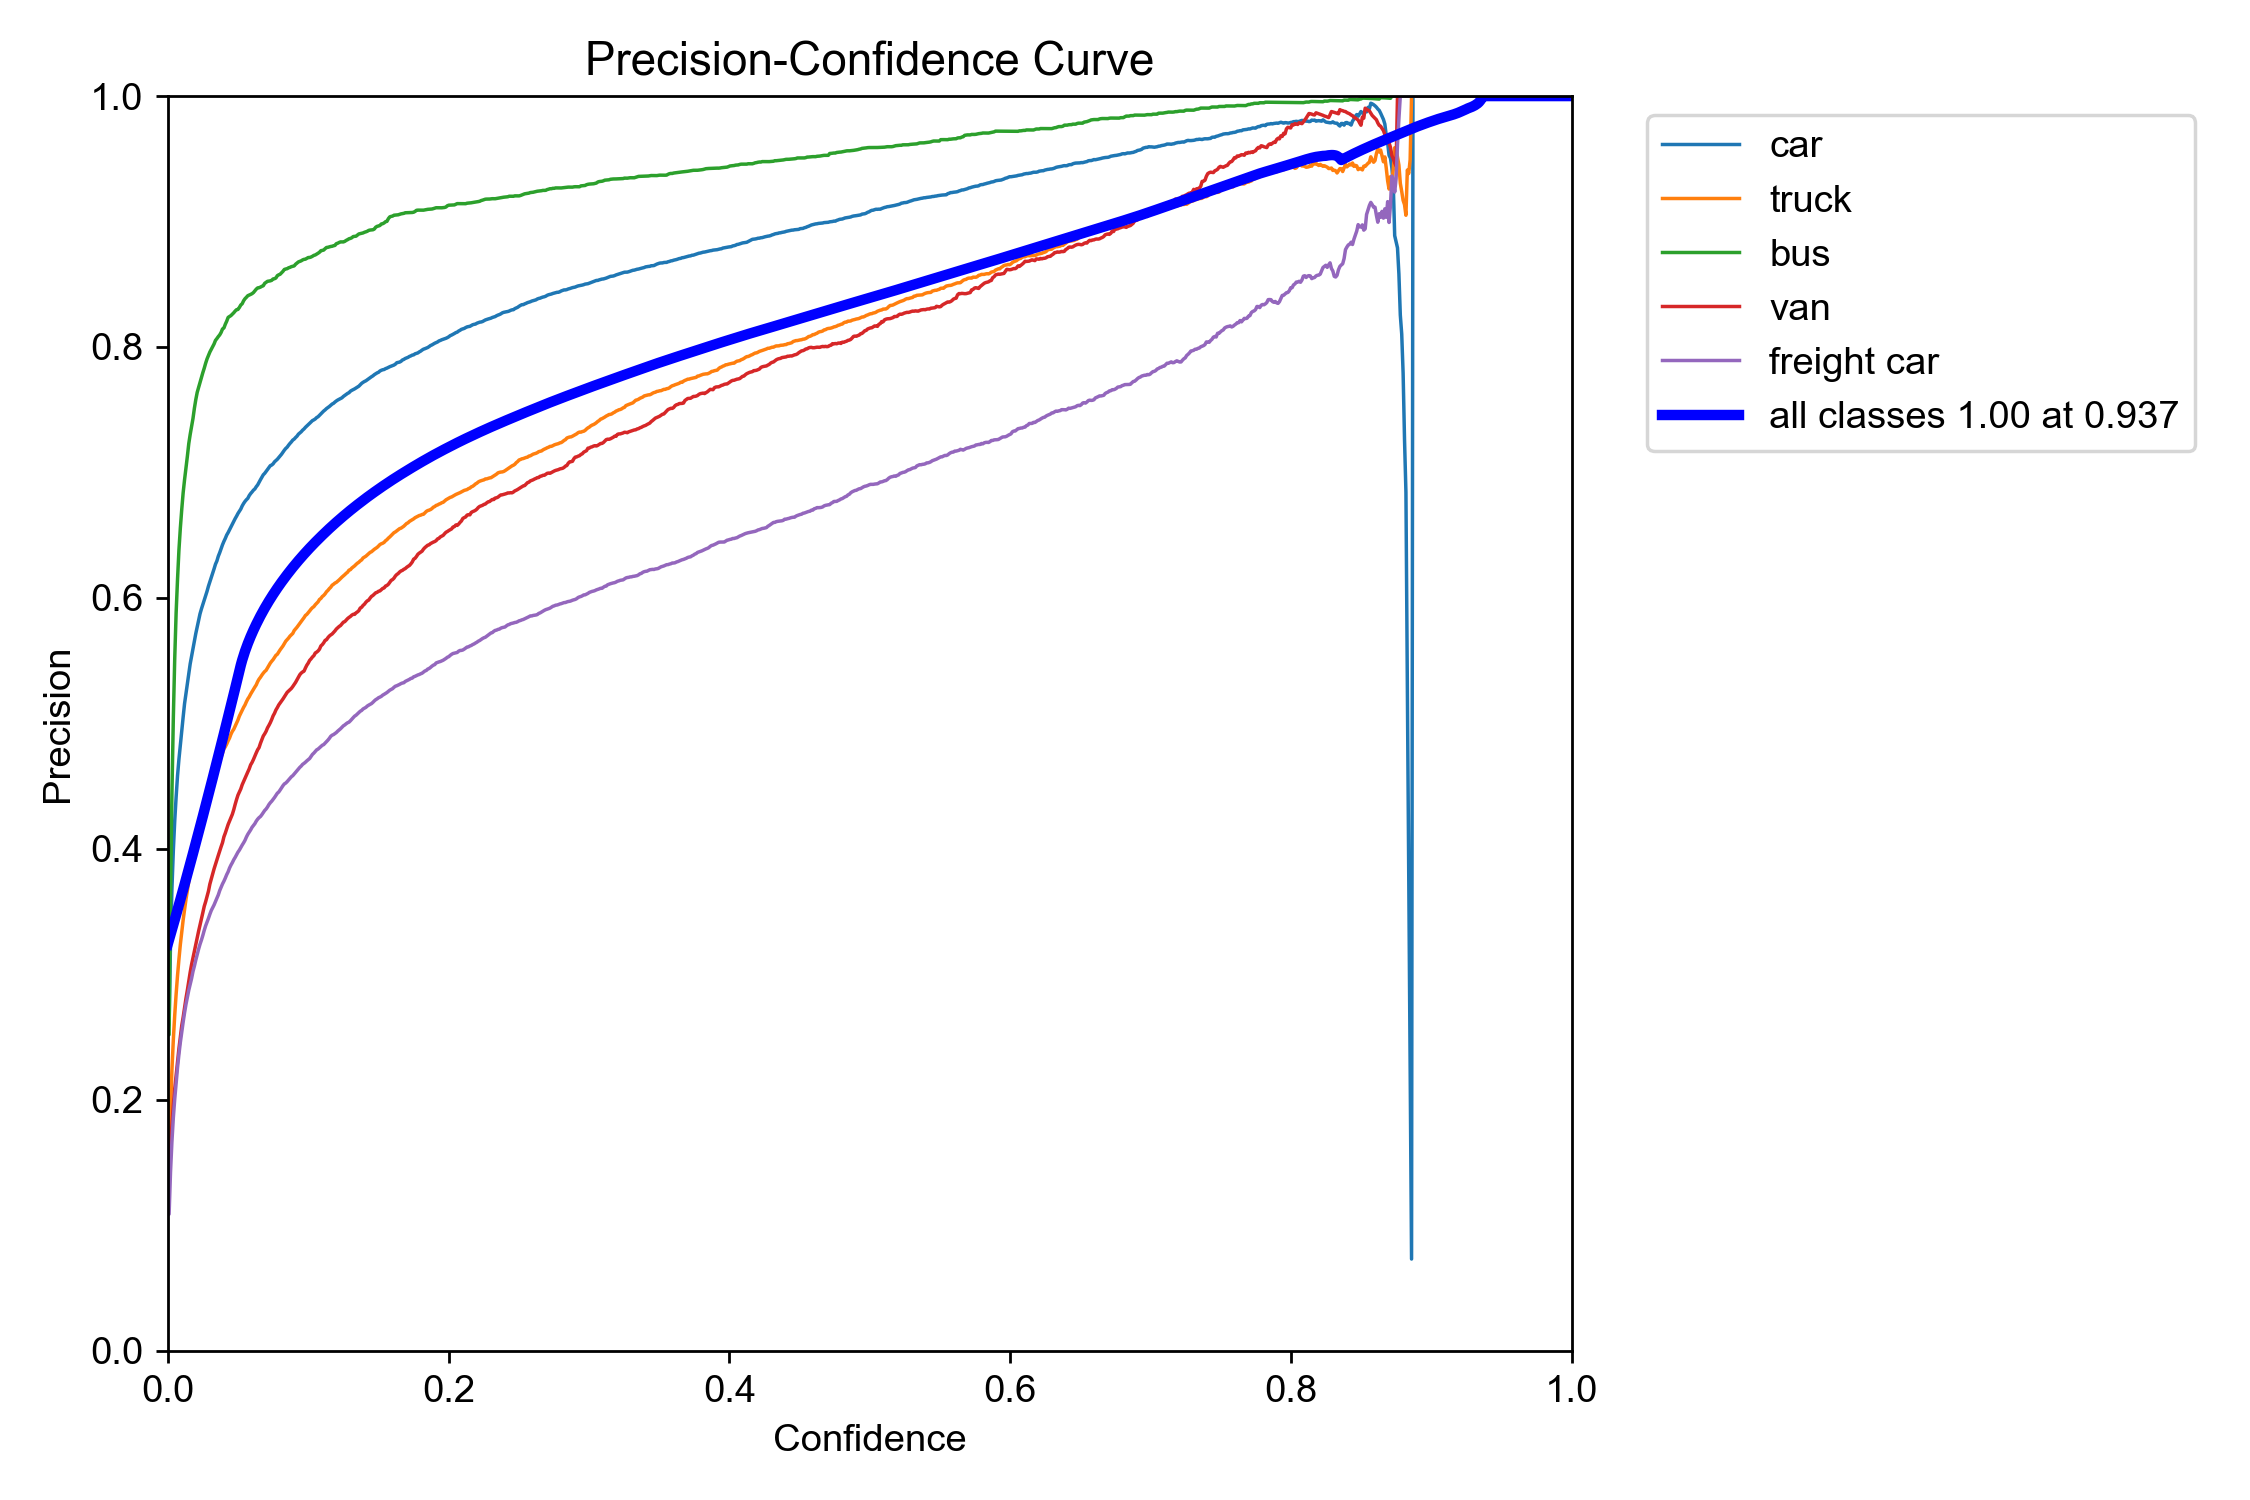 Precision-Confidence Curve
1.0
0.8
0.6
0.4
0.2
0.0
Precision
0.0 0.2 0.4 0.6 0.8 1.0
Confidence
car
truck
bus
van
freight car
all classes 1.00 at 0.937